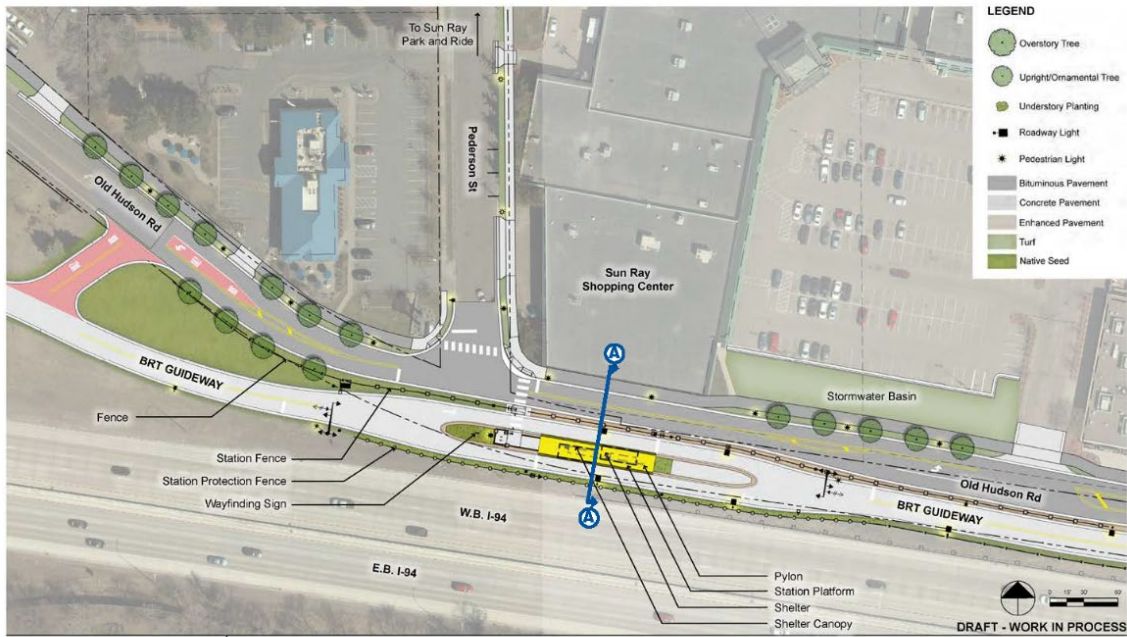 To Sun Ray
Park and Ride
LEGEND
Overstory Tree
Upright/Ornamental Tree
Understory Planting
Roadway Light
Pedestrian Light
Bituminous Pavement
Concrete Pavement
Enhanced Pavement
Turf
Native Seed
Pederson St
Old Hudson Rd
Sun Ray
Shopping Center
A
BRT GUIDEWAY
Stormwater Basin
Fence
Station Fence
Station Protection Fence
Wayfinding Sign
Old Hudson Rd
BRT GUIDEWAY
A
W.B. I-94
E.B. I-94
Pylon
Station Platform
Shelter
Shelter Canopy
DRAFT - WORK IN PROCESS